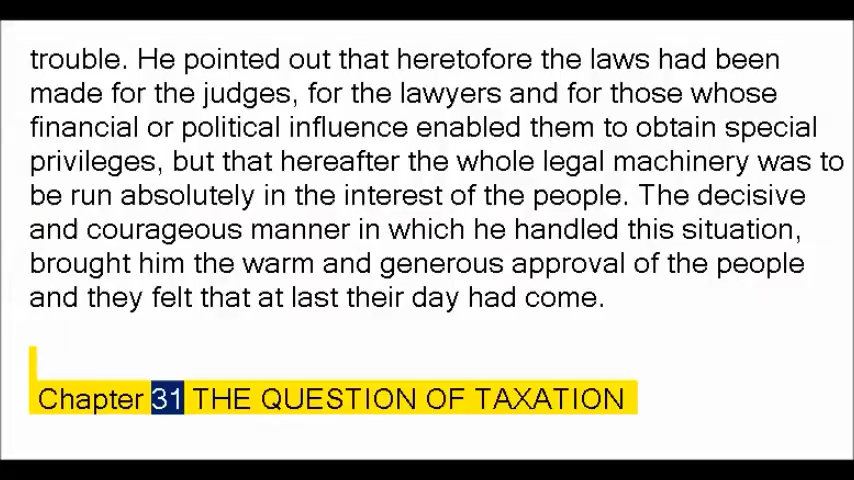 trouble. He pointed out that heretofore the laws had been
made for the judges, for the lawyers and for those whose
financial or political influence enabled them to obtain special
privileges, but that hereafter the whole legal machinery was to
be run absolutely in the interest of the people. The decisive
and courageous manner in which he handled this situation,
brought him the warm and generous approval of the people
and they felt that at last their day had come.
Chapter 31 THE QUESTION OF TAXATION